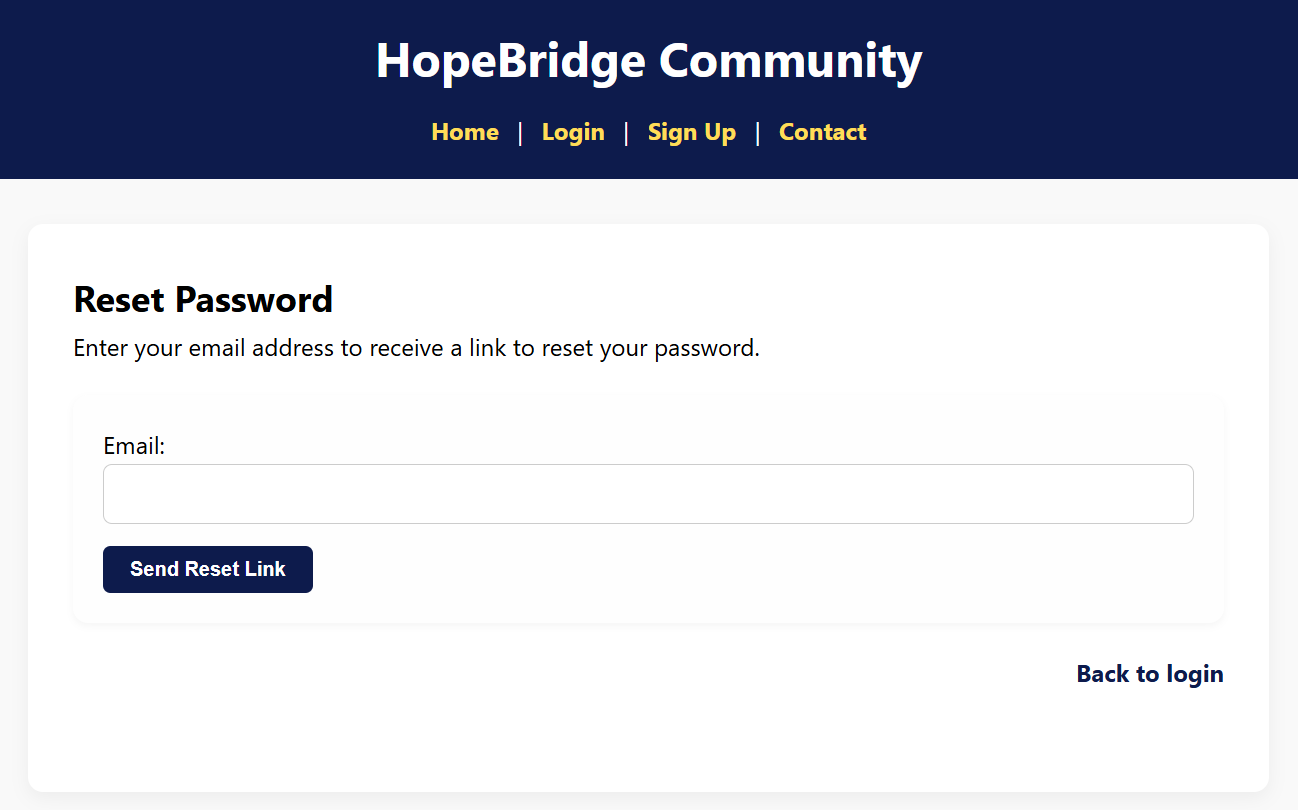 HopeBridge Community
Home | Login | Sign Up | Contact
Reset Password
Enter your email address to receive a link to reset your password.
Email:
Send Reset Link
Back to login